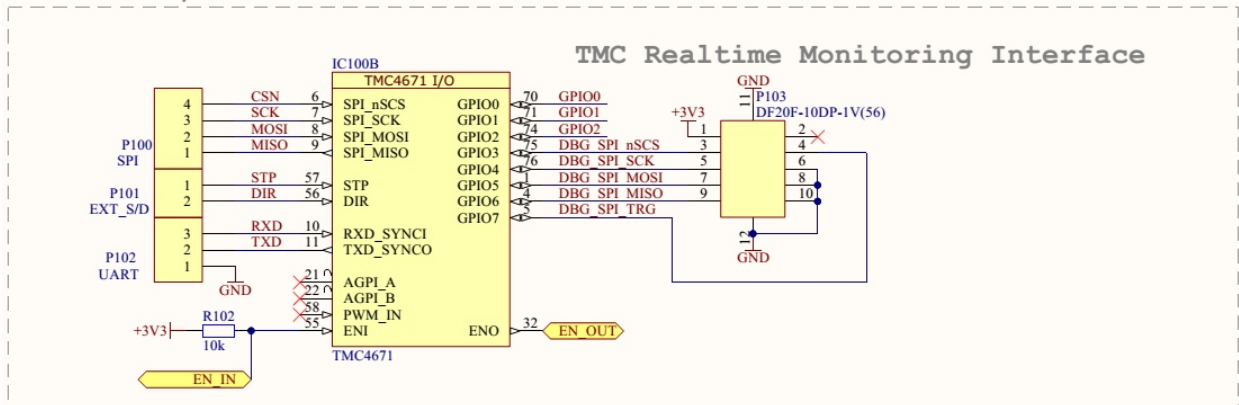 TMC Realtime Monitoring Interface
IC100B
TMC4671 I/O
GND
11
P103
DF20F-10DP-1V(56)
+3V3
4 CSN 6 SPI_nSCS GPIO0 70 GPIO0
3 SCK 7 SPI_SCK GPIO1 71 GPIO1
2 MOSI 8 SPI_MOSI GPIO2 74 GPIO2 1 2
1 MISO 9 SPI_MISO GPIO3 75 DBG_SPI_nSCS 3 4
P100
SPI
GPIO4 76 DBG_SPI_SCK 5 6
1 STP 57 STP GPIO5 1 DBG_SPI_MOSI 7 8
2 DIR 56 DIR GPIO6 4 DBG_SPI_MISO 9 10
P101
EXT_S/D
GPIO7 5 DBG_SPI_TRG
3 RXD 10 RXD_SYNCI
2 TXD 11 TXD_SYNCO
1
P102
UART
GND
12
GND
21 AGPI_A
22 AGPI_B
58 PWM_IN
+3V3 R102 55 ENI ENO 32 EN_OUT
10k
TMC4671
EN_IN